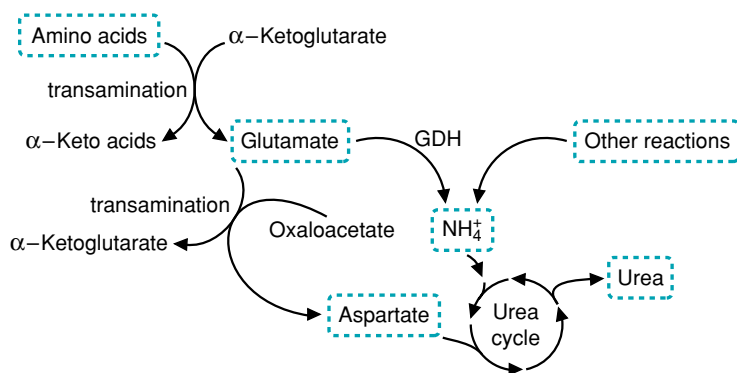 Amino acids
α–Ketoglutarate
transamination
α–Keto acids
Glutamate
GDH
Other reactions
transamination
α–Ketoglutarate
Oxaloacetate
NH₄⁺
Urea
Aspartate
Urea
cycle